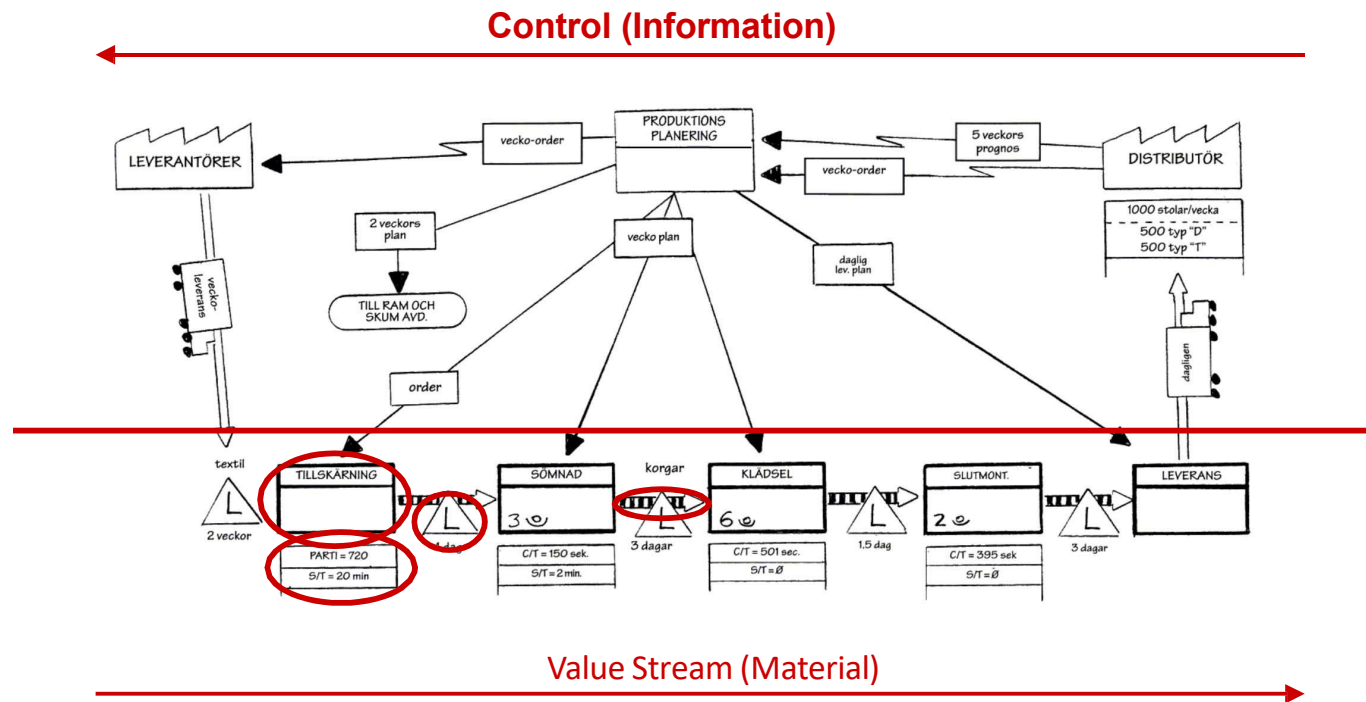 Control (Information)
LEVERANTÖRER
vecko-order
PRODUKTIONS
PLANERING
5 veckors
prognos
vecko-order
DISTRIBUTÖR
1000 stolar/vecka
500 typ "D"
500 typ "T"
2 veckors
plan
vecko plan
daglig
lev. plan
vecko-
leverans
TILL RAM OCH
SKUM AVD.
dagligen
order
textil
L
2 veckor
TILLSKÄRNING
PARTI = 720
S/T = 20 min
L
1 dag
SÖMNAD
3
C/T = 150 sek.
S/T = 2 min.
korgar
L
3 dagar
KLÄDSEL
6
C/T = 501 sec.
S/T = Ø
L
1,5 dag
SLUTMONT.
2
C/T = 395 sek
S/T = Ø
L
3 dagar
LEVERANS
Value Stream (Material)